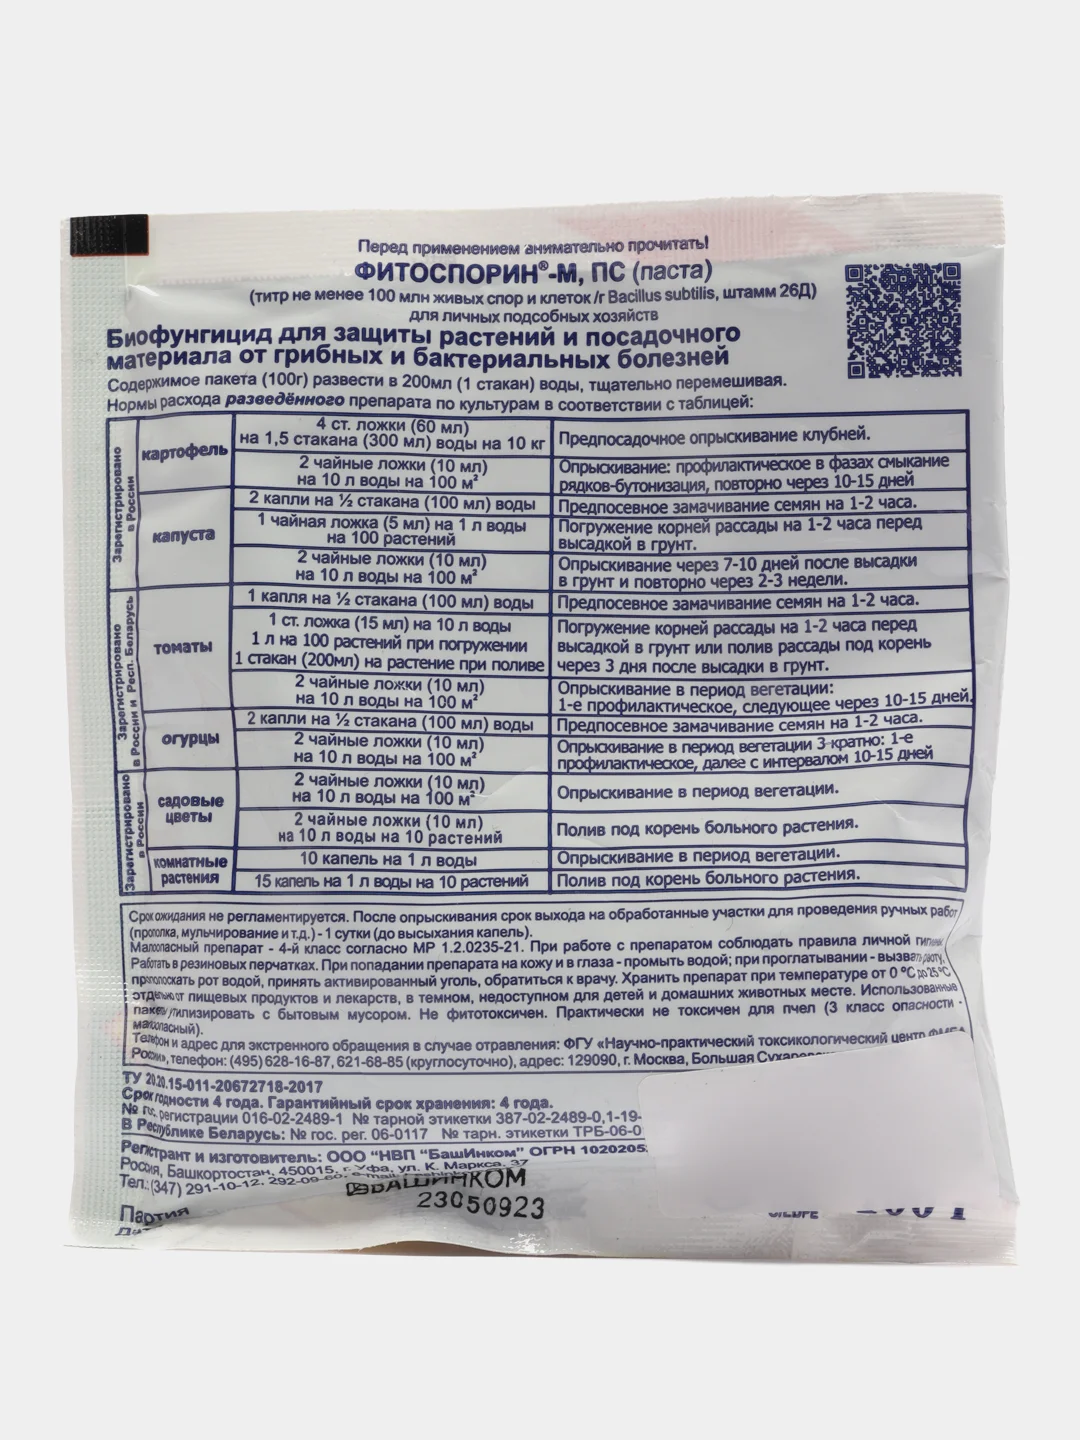 Перед применением внимательно прочитать!
ФИТОСПОРИН®-М, ПС (паста)
(титр не менее 100 млн живых спор и клеток/г Bacillus subtilis, штамм 26Д)
для личных подсобных хозяйств
Биофунгицид для защиты растений и посадочного
материала от грибных и бактериальных болезней
Содержимое пакета (100г) развести в 200мл (1 стакан) воды, тщательно перемешивая.
Нормы расхода разведённого препарата по культурам в соответствии с таблицей:
Зарегистрировано
в России
картофель
4 ст. ложки (60 мл)
на 1,5 стакана (300 мл) воды на 10 кг
Предпосадочное опрыскивание клубней.
2 чайные ложки (10 мл)
на 10 л воды на 100 м²
Опрыскивание: профилактическое в фазах смыкание
рядков-бутонизация, повторно через 10-15 дней
капуста
2 капли на ½ стакана (100 мл) воды
Предпосевное замачивание семян на 1-2 часа.
1 чайная ложка (5 мл) на 1 л воды
на 100 растений
Погружение корней рассады на 1-2 часа перед
высадкой в грунт.
2 чайные ложки (10 мл)
на 10 л воды на 100 м²
Опрыскивание через 7-10 дней после высадки
в грунт и повторно через 2-3 недели.
Зарегистрировано
в России и Респ. Беларусь
томаты
1 капля на ½ стакана (100 мл) воды
Предпосевное замачивание семян на 1-2 часа.
1 ст. ложка (15 мл) на 10 л воды
1 л на 100 растений при погружении
1 стакан (200мл) на растение при поливе
Погружение корней рассады на 1-2 часа перед
высадкой в грунт или полив рассады под корень
через 3 дня после высадки в грунт.
2 чайные ложки (10 мл)
на 10 л воды на 100 м²
Опрыскивание в период вегетации:
1-е профилактическое, следующее через 10-15 дней.
огурцы
2 капли на ½ стакана (100 мл) воды
Предпосевное замачивание семян на 1-2 часа.
2 чайные ложки (10 мл)
на 10 л воды на 100 м²
Опрыскивание в период вегетации 3-кратно: 1-е
профилактическое, далее с интервалом 10-15 дней
Зарегистрировано
в России
садовые
цветы
2 чайные ложки (10 мл)
на 10 л воды на 100 м²
Опрыскивание в период вегетации.
2 чайные ложки (10 мл)
на 10 л воды на 10 растений
Полив под корень больного растения.
комнатные
растения
10 капель на 1 л воды
Опрыскивание в период вегетации.
15 капель на 1 л воды на 10 растений
Полив под корень больного растения.
Срок ожидания не регламентируется. После опрыскивания срок выхода на обработанные участки для проведения ручных работ
(прополка, мульчирование и т.д.) - 1 сутки (до высыхания капель).
Малоопасный препарат - 4-й класс согласно МР 1.2.0235-21. При работе с препаратом соблюдать правила личной гигиены.
Работать в резиновых перчатках. При попадании препарата на кожу и в глаза - промыть водой; при проглатывании - вызвать рвоту,
прополоскать рот водой, принять активированный уголь, обратиться к врачу. Хранить препарат при температуре от 0 °C до 25 °C
отдельно от пищевых продуктов и лекарств, в темном, недоступном для детей и домашних животных месте. Использованные
пакеты утилизировать с бытовым мусором. Не фитотоксичен. Практически не токсичен для пчел (3 класс опасности -
малоопасный).
Телефон и адрес для экстренного обращения в случае отравления: ФГУ «Научно-практический токсикологический центр ФМБА
России», телефон: (495) 628-16-87, 621-68-85 (круглосуточно), адрес: 129090, г. Москва, Большая
ТУ 20.20.15-011-20672718-2017
Срок годности 4 года. Гарантийный срок хранения: 4 года.
№ гос. регистрации 016-02-2489-1 № тарной этикетки 387-02-2489-0,1-19-
В Республике Беларусь: № гос. рег. 06-0117 № тарн. этикетки ТРБ-06-0
Регистрант и изготовитель: ООО "НВП "БашИнком" ОГРН 1020205
Россия, Башкортостан, 450015, г. Уфа, ул. К. Маркса, 37
Тел.: (347) 291-10-12,
БАШИНКОМ
23050923
Партия